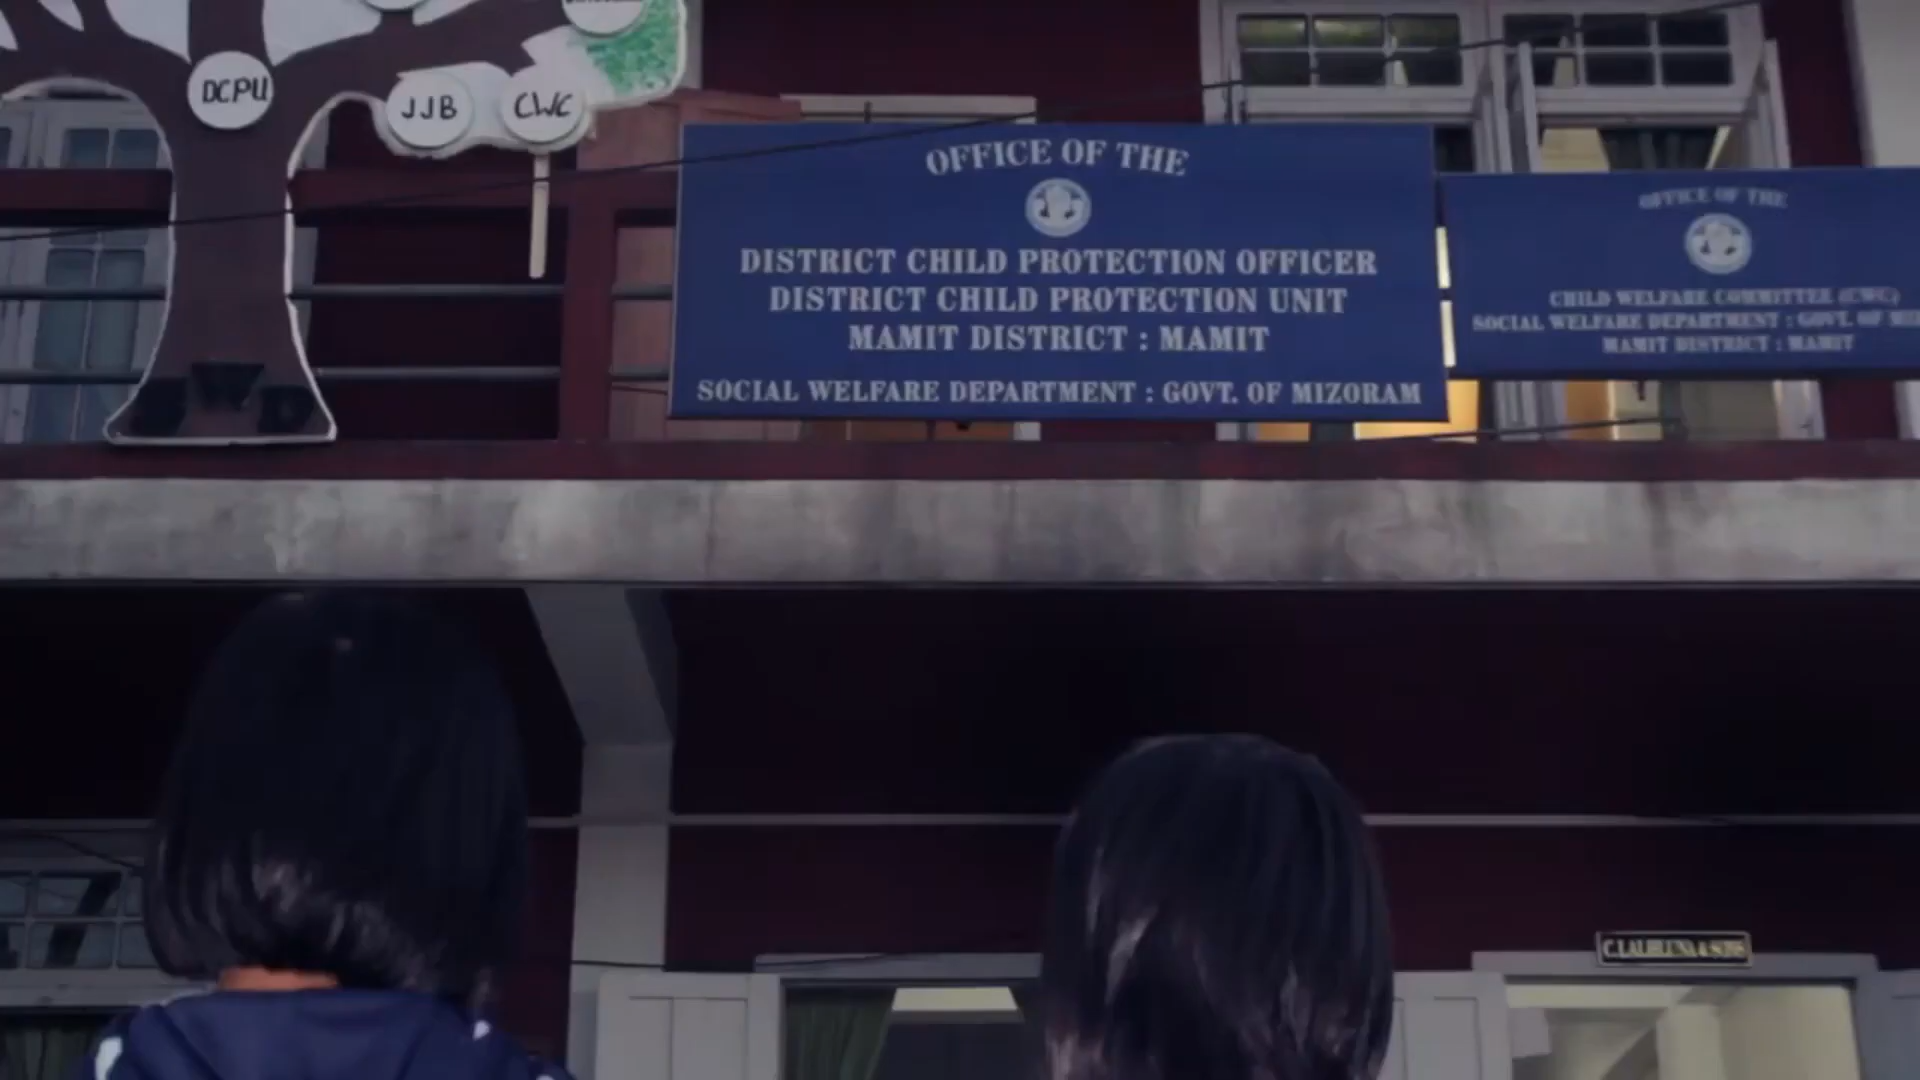 DCPU
JJB
CWC
OFFICE OF THE
DISTRICT CHILD PROTECTION OFFICER
DISTRICT CHILD PROTECTION UNIT
MAMIT DISTRICT : MAMIT
SOCIAL WELFARE DEPARTMENT : GOVT. OF MIZORAM
OFFICE OF THE
CHILD WELFARE COMMITTEE (CWC)
SOCIAL WELFARE DEPARTMENT : GOVT. OF
MAMIT DISTRICT : MAMIT